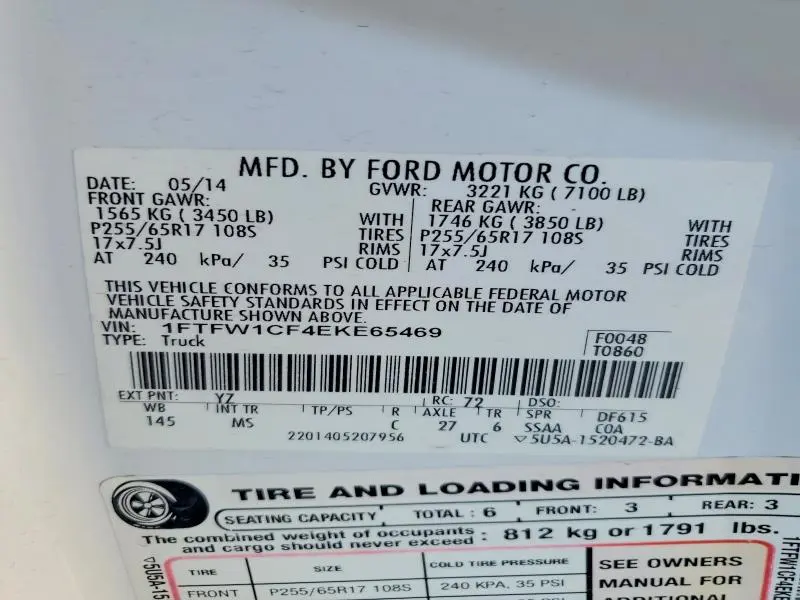 MFD. BY FORD MOTOR CO.
DATE: 05/14 GVWR: 3221 KG ( 7100 LB)
FRONT GAWR: REAR GAWR:
1565 KG ( 3450 LB) WITH 1746 KG ( 3850 LB) WITH
P255/65R17 108S TIRES P255/65R17 108S TIRES
17x7.5J RIMS 17x7.5J RIMS
AT 240 kPa/ 35 PSI COLD AT 240 kPa/ 35 PSI COLD
THIS VEHICLE CONFORMS TO ALL APPLICABLE FEDERAL MOTOR
VEHICLE SAFETY STANDARDS IN EFFECT ON THE DATE OF
MANUFACTURE SHOWN ABOVE.
VIN: 1FTFW1CF4EKE65469 F0048
TYPE: Truck T0860
EXT PNT: YZ RC: 72 DSO:
WB INT TR TP/PS R AXLE TR SPR DF615
145 MS C 27 6 SSAA COA
2201405207956 UTC ▽5U5A-1520472-BA
TIRE AND LOADING INFORMATI
SEATING CAPACITY TOTAL : 6 FRONT: 3 REAR: 3
The combined weight of occupants
and cargo should never exceed : 812 kg or 1791 lbs.
TIRE SIZE COLD TIRE PRESSURE SEE OWNERS
FRONT P255/65R17 108S 240 KPA, 35 PSI MANUAL FOR
ADDITIONAL
▽5U5A-15
1FTFW1CF4EKE